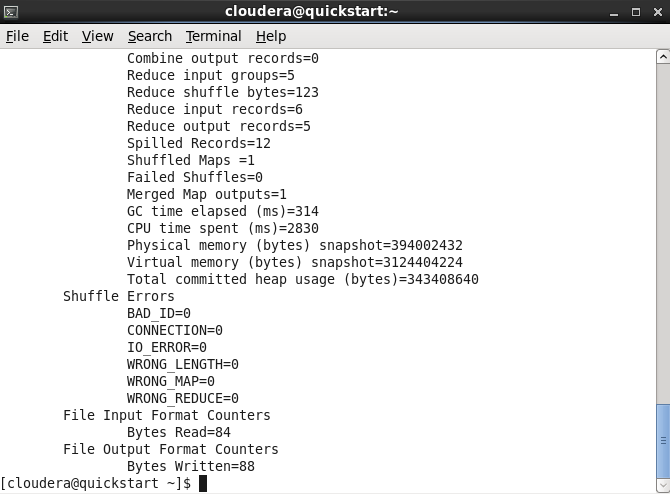 cloudera@quickstart:~
File Edit View Search Terminal Help
Combine output records=0
Reduce input groups=5
Reduce shuffle bytes=123
Reduce input records=6
Reduce output records=5
Spilled Records=12
Shuffled Maps =1
Failed Shuffles=0
Merged Map outputs=1
GC time elapsed (ms)=314
CPU time spent (ms)=2830
Physical memory (bytes) snapshot=394002432
Virtual memory (bytes) snapshot=3124404224
Total committed heap usage (bytes)=343408640
Shuffle Errors
BAD_ID=0
CONNECTION=0
IO_ERROR=0
WRONG_LENGTH=0
WRONG_MAP=0
WRONG_REDUCE=0
File Input Format Counters
Bytes Read=84
File Output Format Counters
Bytes Written=88
[cloudera@quickstart ~]$